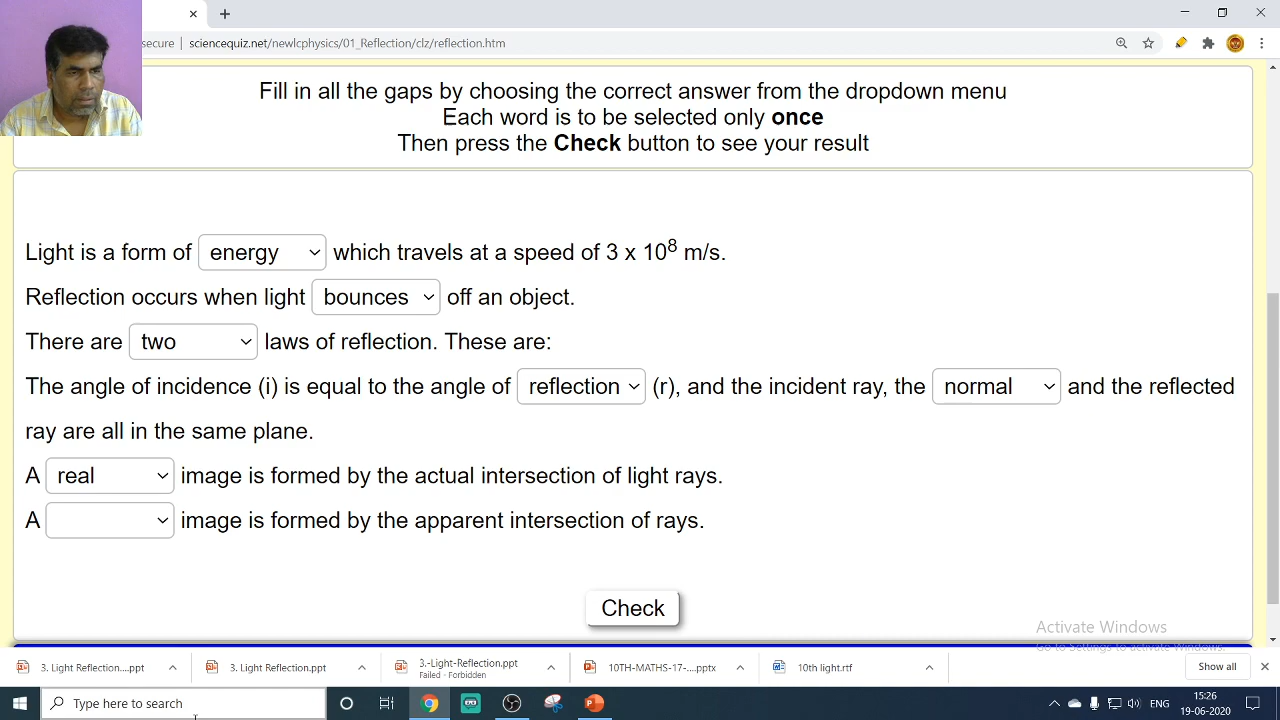 secure | sciencequiz.net/newlcphysics/01_Reflection/clz/reflection.htm
Fill in all the gaps by choosing the correct answer from the dropdown menu
Each word is to be selected only once
Then press the Check button to see your result
Light is a form of energy which travels at a speed of 3 x 10⁸ m/s.
Reflection occurs when light bounces off an object.
There are two laws of reflection. These are:
The angle of incidence (i) is equal to the angle of reflection (r), and the incident ray, the normal and the reflected
ray are all in the same plane.
A real image is formed by the actual intersection of light rays.
A image is formed by the apparent intersection of rays.
Check
Activate Windows
Go to Settings to activate Windows.
3. Light Reflection....ppt
3. Light Reflection.ppt
3.-Light-Reflection.ppt
Failed - Forbidden
10TH-MATHS-17-....pptx
10th light.rtf
Show all
Type here to search
ENG
15:26
19-06-2020